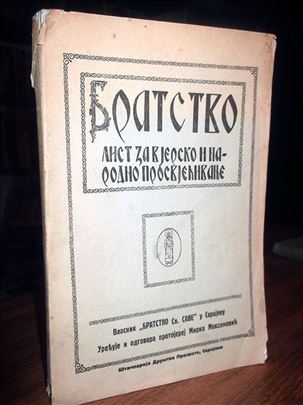 Братство
лист за вјерско и на-
родно просвјећивање
Власник „БРАТСТВО Св. САВЕ" у Сарајеву
Уређује и одговара протојереј Мирко Максимовић
Штампарија Друштва Просвета, Сарајево